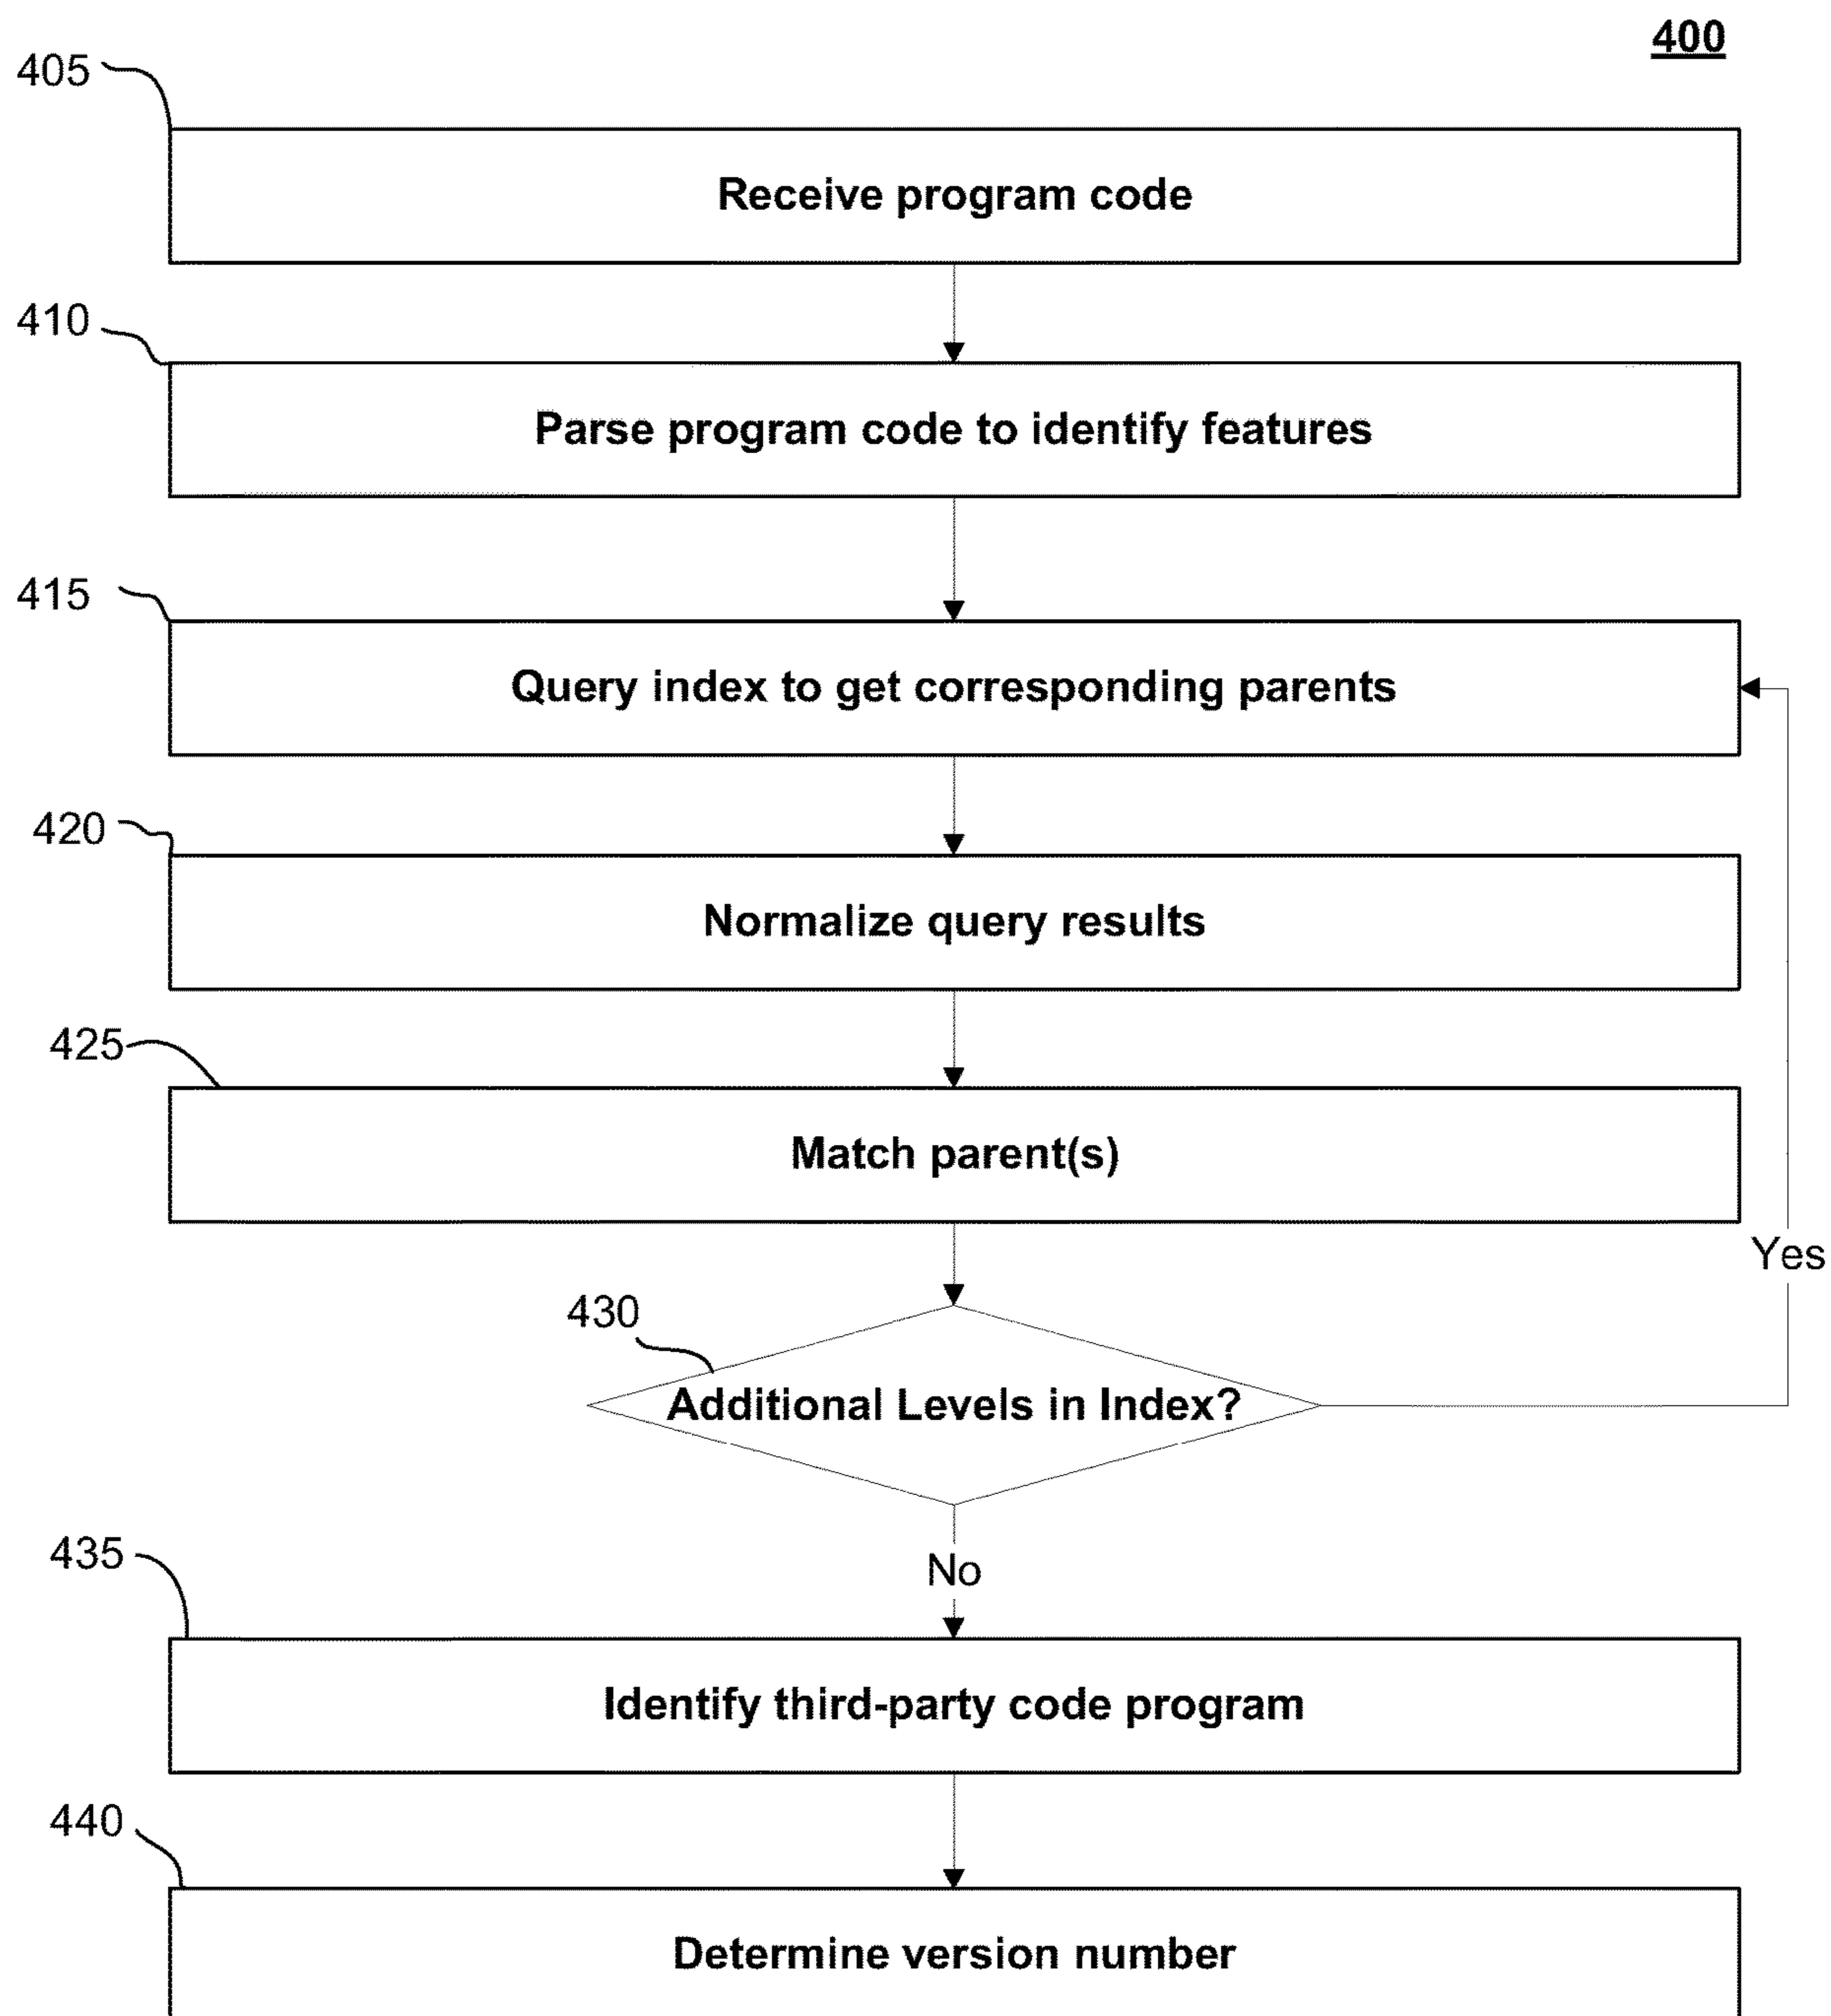 400
405
Receive program code
410
Parse program code to identify features
415
Query index to get corresponding parents
420
Normalize query results
425
Match parent(s)
Yes
430
Additional Levels in Index?
No
435
Identify third-party code program
440
Determine version number